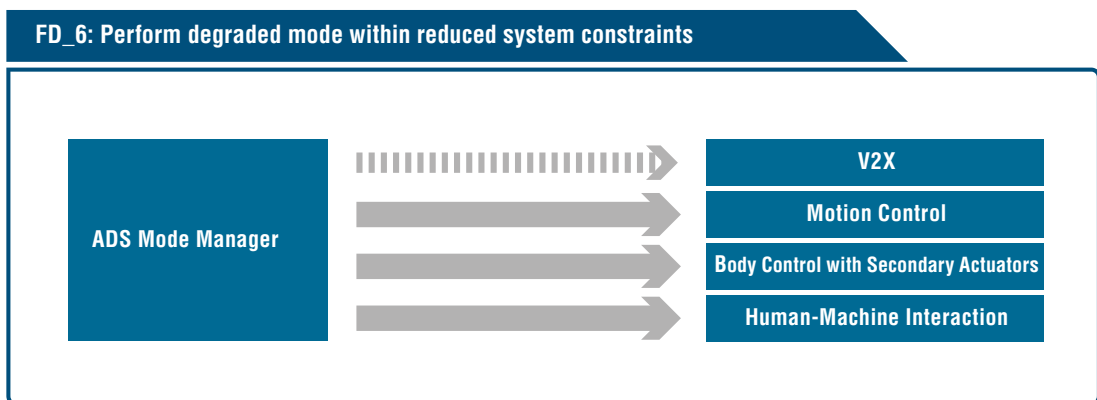 FD_6: Perform degraded mode within reduced system constraints
ADS Mode Manager
V2X
Motion Control
Body Control with Secondary Actuators
Human-Machine Interaction